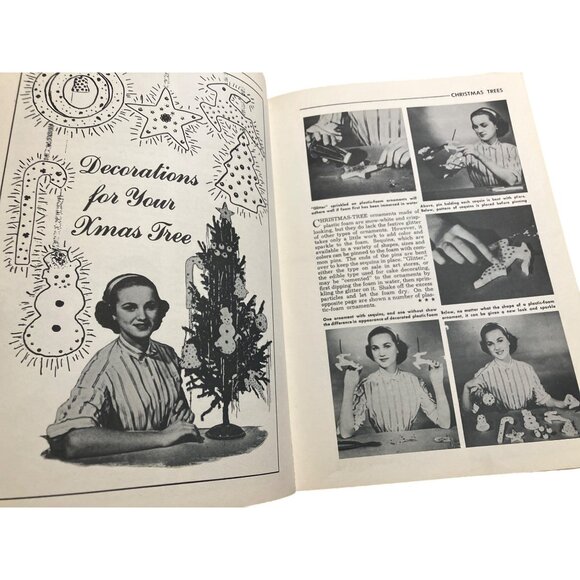 Decorations
for Your
Xmas Tree
CHRISTMAS TREES
"Glitter" sprinkled on plastic-foam ornaments will
adhere well if foam first has been immersed in water
Above, pin holding each sequin is bent with pliers.
Below, pattern of sequins is placed before pinning
CHRISTMAS-TREE ornaments made of
plastic foam are snow-white and crisp-
looking, but they do lack the festive glitter
of other types of ornaments. However, it
takes only a little work to add color and
sparkle to the foam. Sequins, which are
available in a variety of shapes, sizes and
colors can be pinned to the foam with com-
mon pins. The ends of the pins are bent
over to keep the sequins in place. "Glitter,"
either the type on sale in art stores, or
the edible type used for cake decorating,
may be "cemented" to the ornaments by
first dipping the foam in water, then sprin-
kling the glitter on it. Shake off the excess
particles and let the foam dry. On the
opposite page are shown a number of plas-
tic-foam ornaments. ★ ★ ★
One ornament with sequins, and one without show
the difference in appearance of decorated plastic-foam
Below, no matter what the shape of a plastic-foam
ornament, it can be given a new look and sparkle